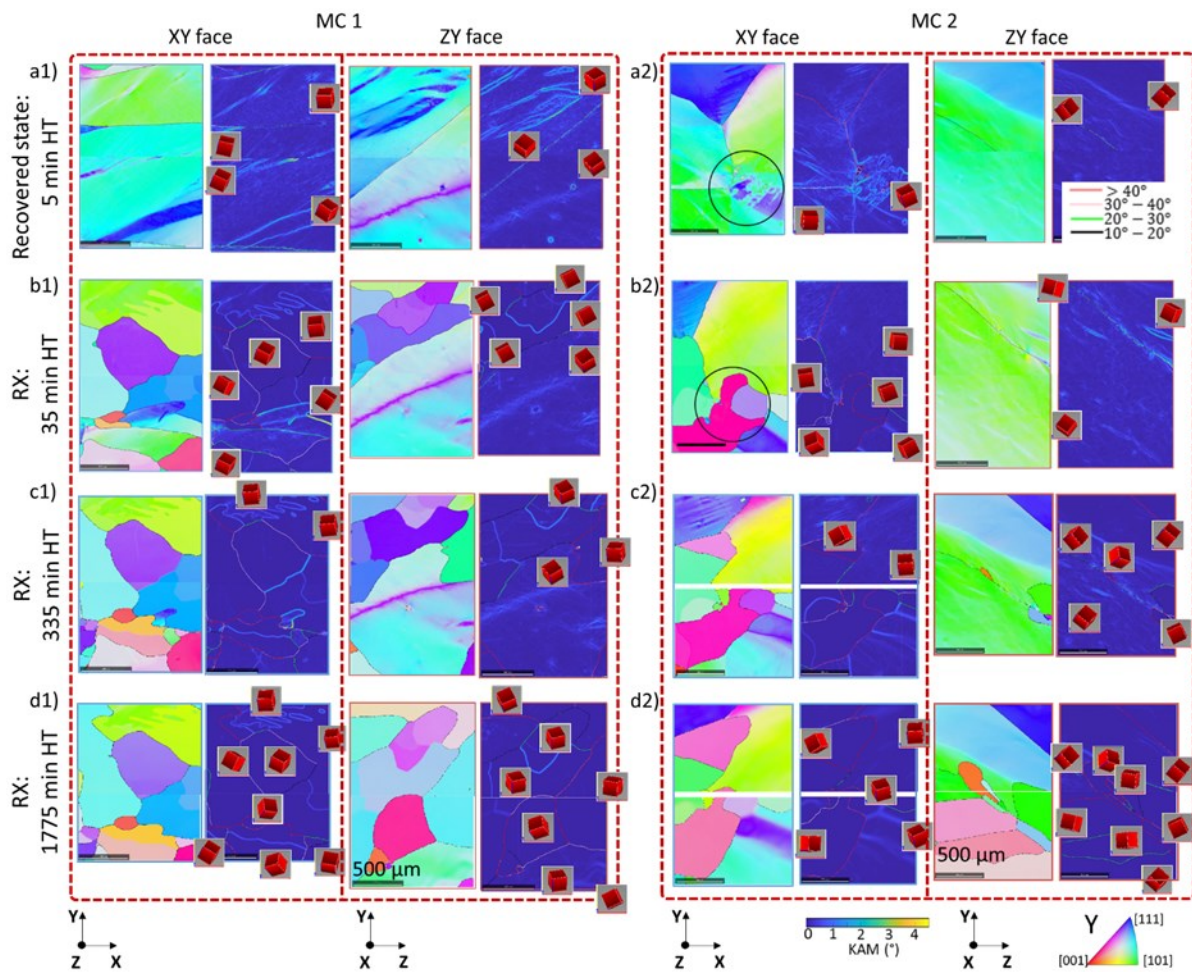 MC 1
MC 2
XY face
ZY face
XY face
ZY face
Recovered state:
5 min HT
a1)
a2)
> 40°
30° – 40°
20° – 30°
10° – 20°
RX:
35 min HT
b1)
b2)
RX:
335 min HT
c1)
c2)
RX:
1775 min HT
d1)
d2)
500 µm
500 µm
Y
Z
X
Y
X
Z
Y
Z
X
0 1 2 3 4
KAM (°)
Y
X
Z
Y
[111]
[001]
[101]